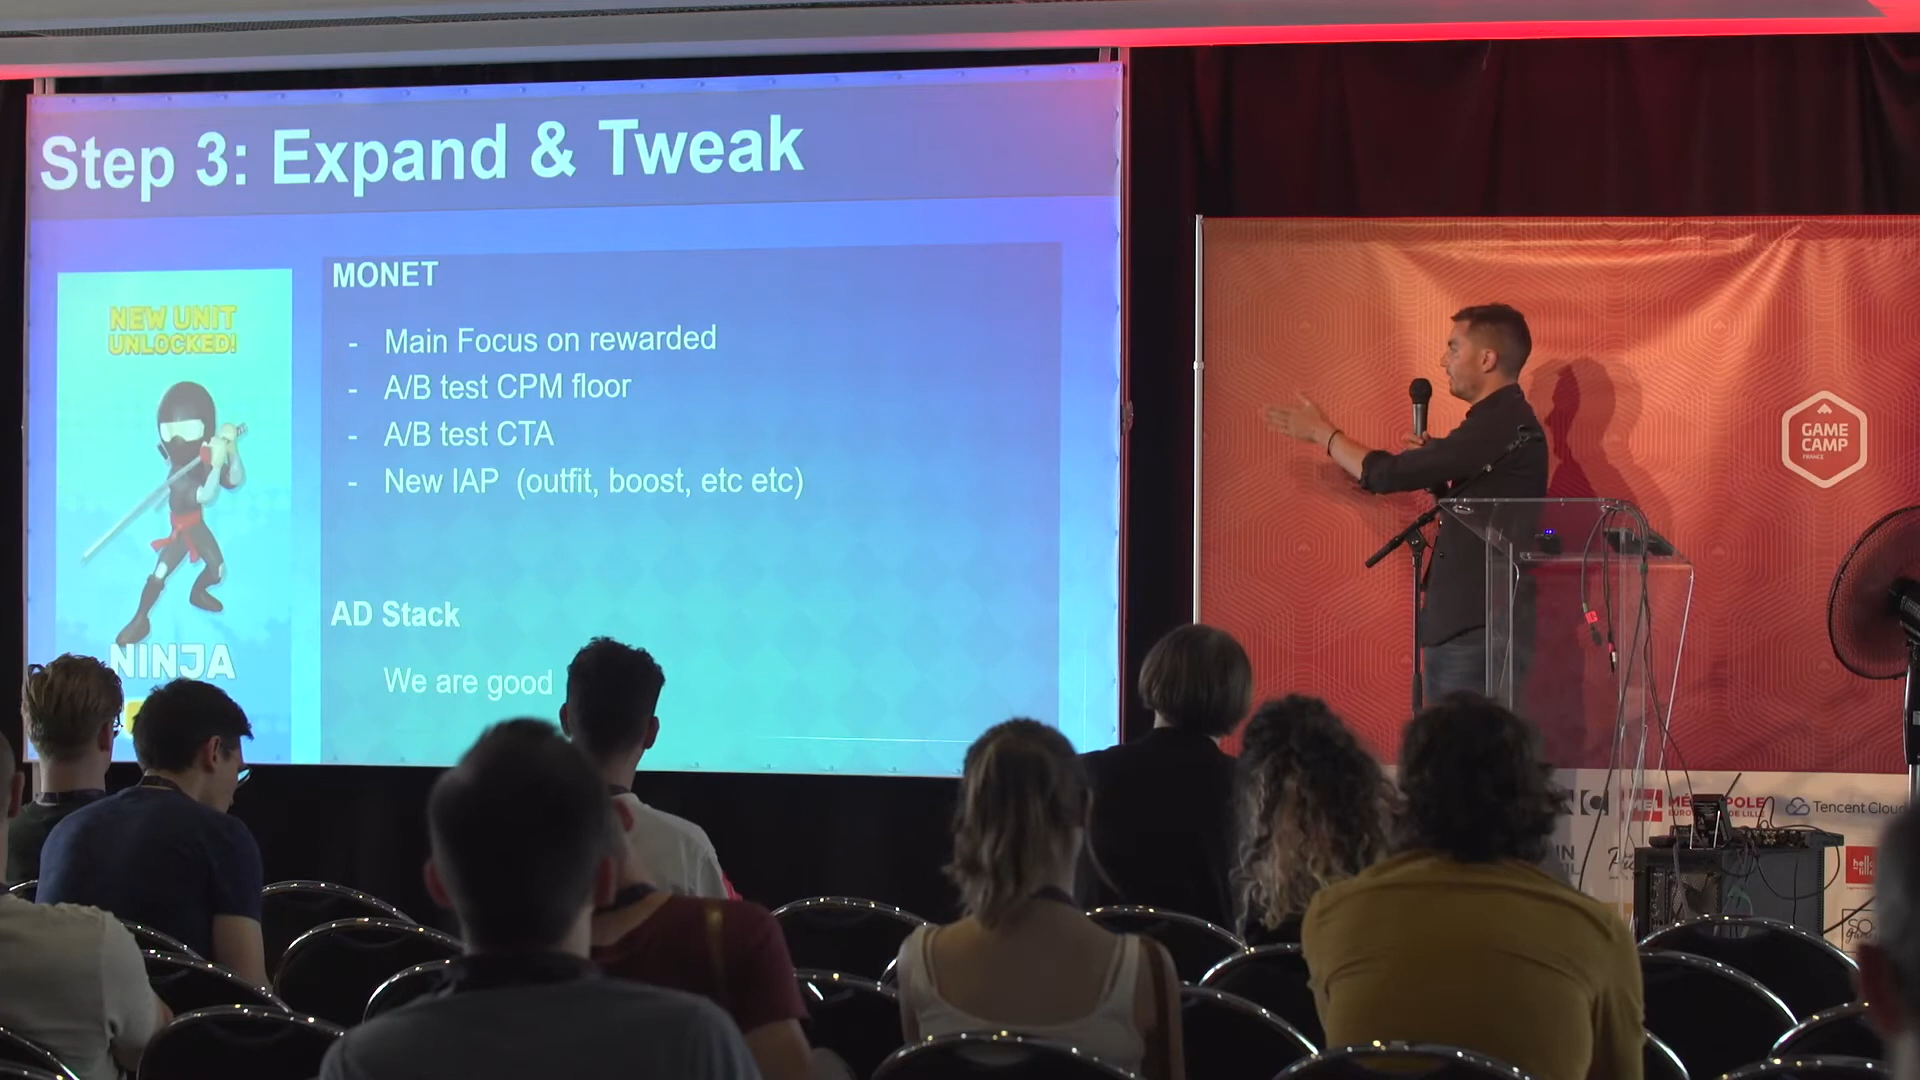 Step 3: Expand & Tweak
NEW UNIT
UNLOCKED!
NINJA
MONET
- Main Focus on rewarded
- A/B test CPM floor
- A/B test CTA
- New IAP (outfit, boost, etc etc)
AD Stack
We are good
GAME
CAMP
FRANCE
Tencent Cloud